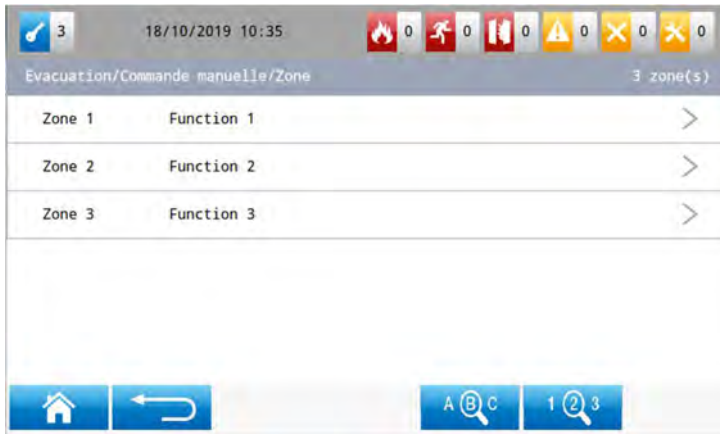 3 18/10/2019 10:35 0 0 0 0 0 0
Evacuation/Commande manuelle/Zone 3 zone(s)
Zone 1 Function 1
Zone 2 Function 2
Zone 3 Function 3
A B C 1 2 3